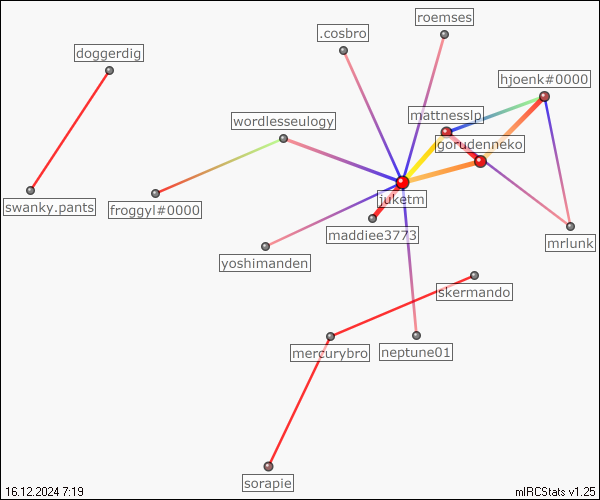 roemses
.cosbro
doggerdig
hjoenk#0000
mattnesslp
wordlesseulogy
gorudenneko
juketm
swanky.pants
froggyl#0000
maddiee3773
mrlunk
yoshimanden
skermando
mercurybro
neptune01
sorapie
16.12.2024 7:19
mIRCStats v1.25